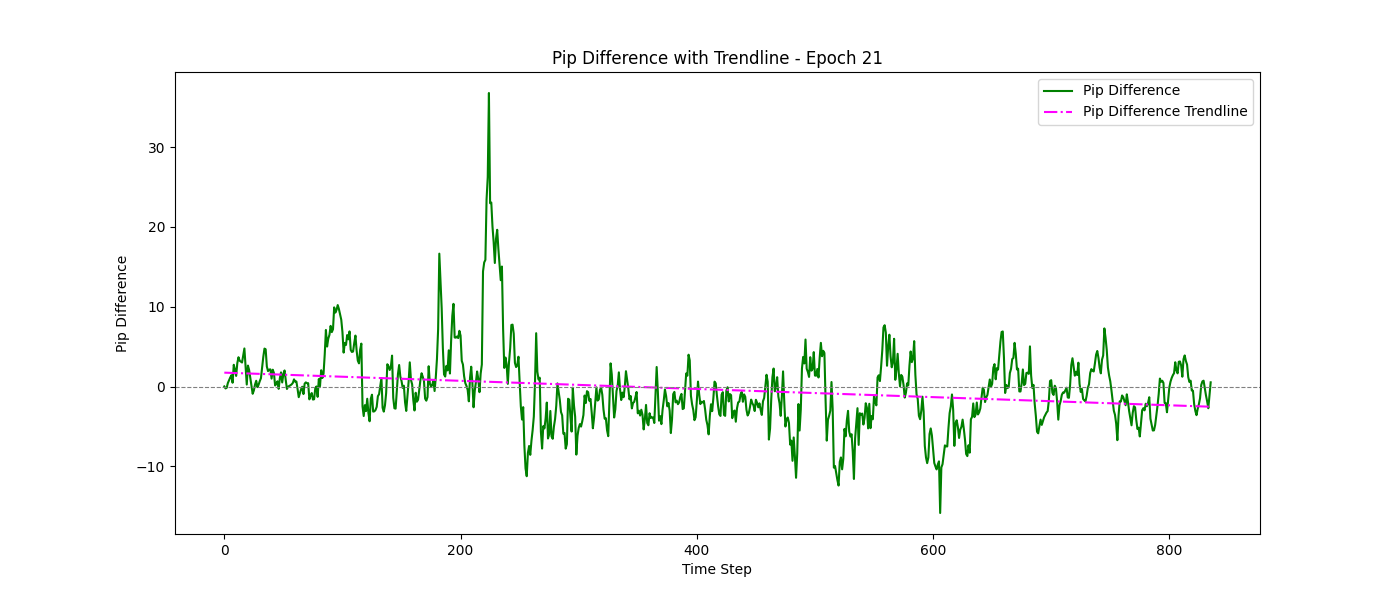 Pip Difference with Trendline - Epoch 21
Pip Difference
Pip Difference Trendline
30
20
10
0
−10
Pip Difference
0
200
400
600
800
Time Step